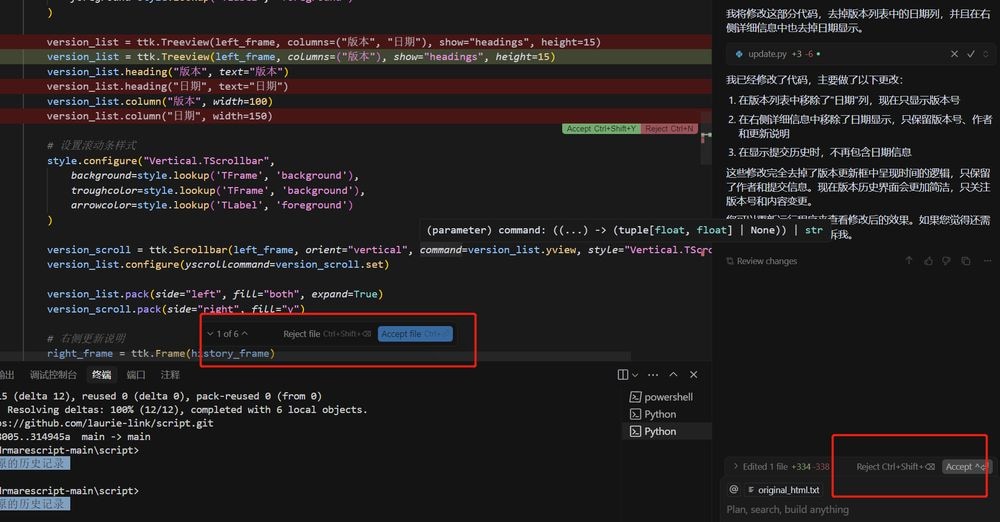 )
version_list = ttk.Treeview(left_frame, columns=("版本", "日期"), show="headings", height=15)
version_list = ttk.Treeview(left_frame, columns=("版本"), show="headings", height=15)
version_list.heading("版本", text="版本")
version_list.heading("日期", text="日期")
version_list.column("版本", width=100)
version_list.column("日期", width=150)
Accept Ctrl+Shift+Y Reject Ctrl+N
# 设置滚动条样式
style.configure("Vertical.TScrollbar",
background=style.lookup('TFrame', 'background'),
troughcolor=style.lookup('TFrame', 'background'),
arrowcolor=style.lookup('TLabel', 'foreground')
)
(parameter) command: ((...) -> (tuple[float, float] | None)) | str
version_scroll = ttk.Scrollbar(left_frame, orient="vertical", command=version_list.yview, style="Vertical.TScr
version_list.configure(yscrollcommand=version_scroll.set)
version_list.pack(side="left", fill="both", expand=True)
version_scroll.pack(side="right", fill="y")
1 of 6 Reject file Ctrl+Shift+⌫ Accept file Ctrl+⏎
# 右侧更新说明
right_frame = ttk.Frame(history_frame)
输出 调试控制台 终端 端口 注释
15 (delta 12), reused 0 (delta 0), pack-reused 0 (from 0)
Resolving deltas: 100% (12/12), completed with 6 local objects.
ps://github.com/laurie-link/script.git
8005..314945a main -> main
drmarescript-main\script>
原的历史记录
drmarescript-main\script>
原的历史记录
powershell
Python
Python
我将修改这部分代码，去掉版本列表中的日期列，并且在右
侧详细信息中也去掉日期显示。
update.py +3 -6
我已经修改了代码，主要做了以下更改：
1. 在版本列表中移除了"日期"列，现在只显示版本号
2. 在右侧详细信息中移除了日期显示，只保留版本号、作者
和更新说明
3. 在显示提交历史时，不再包含日期信息
这些修改完全去掉了版本更新框中呈现时间的逻辑，只保留
了作者和提交信息。现在版本历史界面会更加简洁，只关注
版本号和内容变更。
查看修改后的效果。如果您觉得还需
诉我。
Review changes
Edited 1 file +334 -338 Reject Ctrl+Shift+⌫ Accept ^⏎
@ original_html.txt
Plan, search, build anything